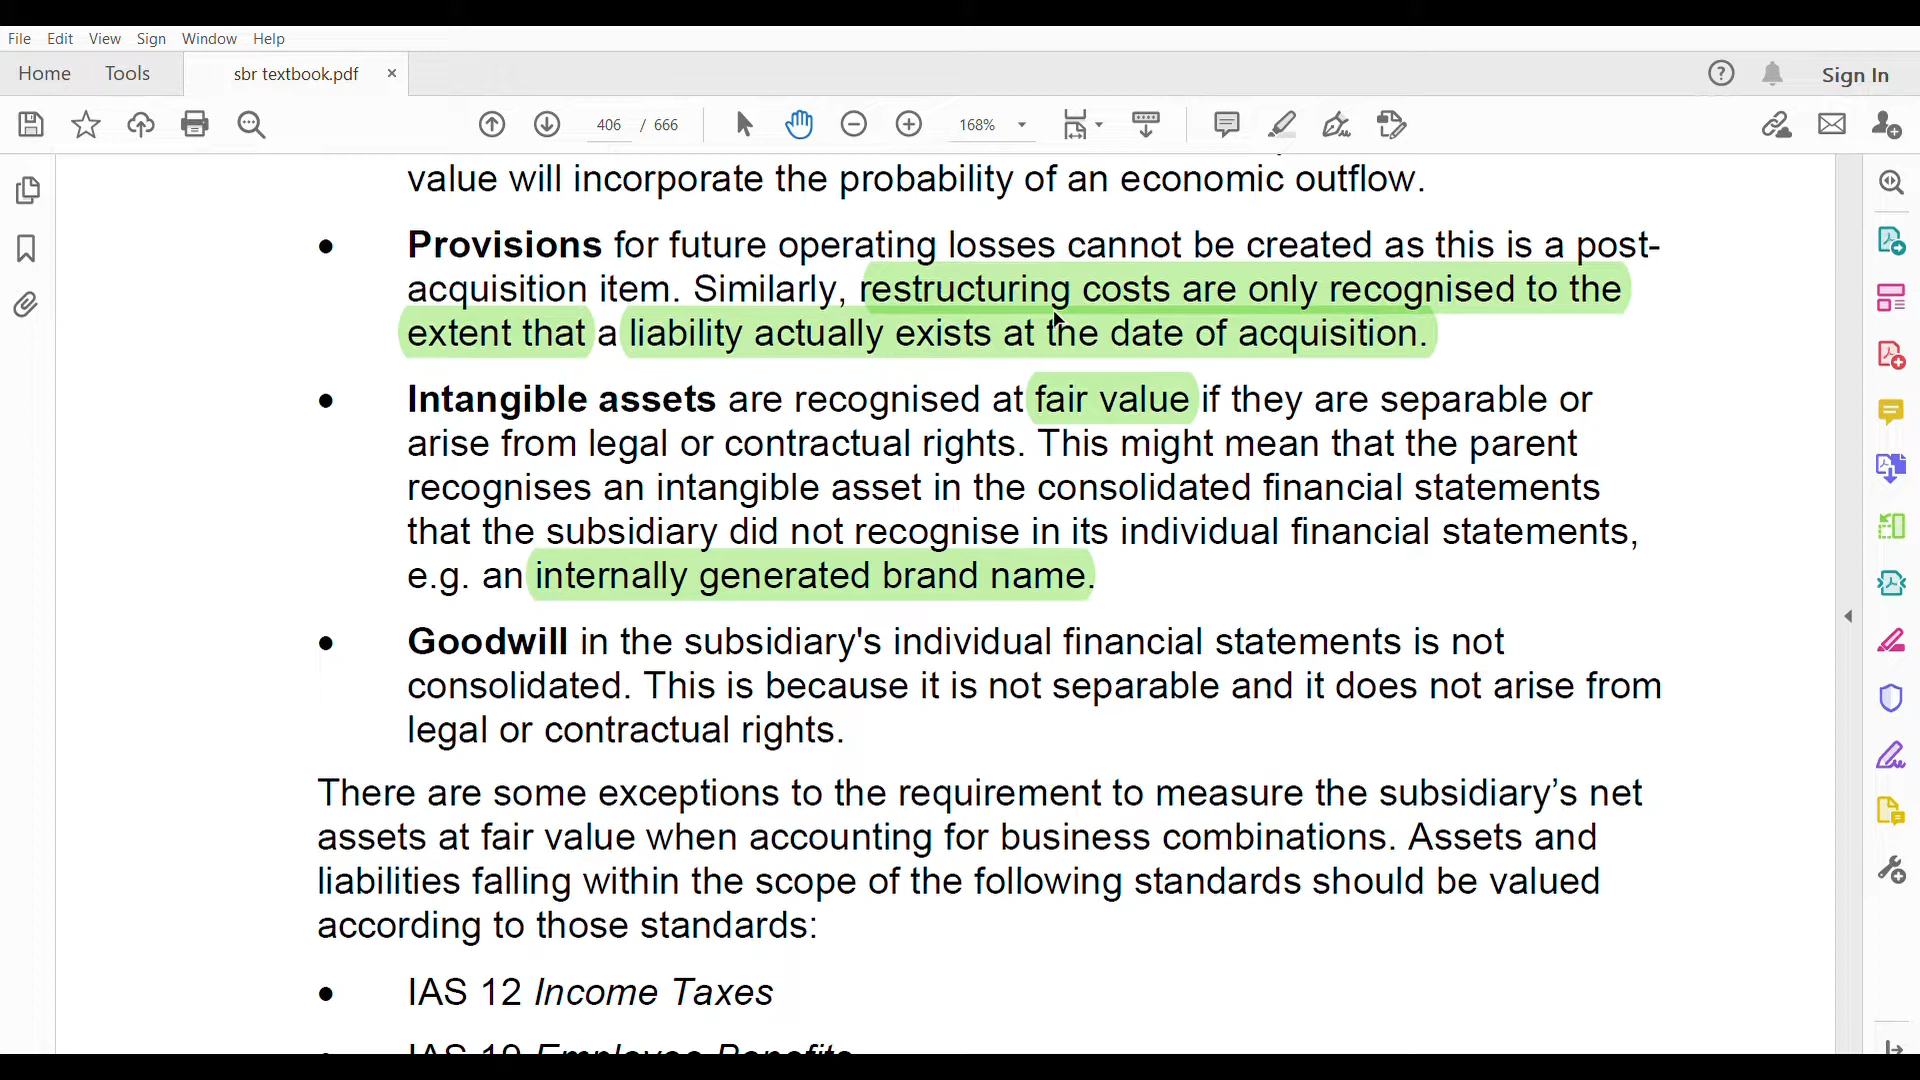 File Edit View Sign Window Help
Home Tools sbr textbook.pdf × Sign In
406 / 666 168%
value will incorporate the probability of an economic outflow.
• Provisions for future operating losses cannot be created as this is a post-
acquisition item. Similarly, restructuring costs are only recognised to the
extent that a liability actually exists at the date of acquisition.
• Intangible assets are recognised at fair value if they are separable or
arise from legal or contractual rights. This might mean that the parent
recognises an intangible asset in the consolidated financial statements
that the subsidiary did not recognise in its individual financial statements,
e.g. an internally generated brand name.
• Goodwill in the subsidiary's individual financial statements is not
consolidated. This is because it is not separable and it does not arise from
legal or contractual rights.
There are some exceptions to the requirement to measure the subsidiary’s net
assets at fair value when accounting for business combinations. Assets and
liabilities falling within the scope of the following standards should be valued
according to those standards:
• IAS 12 Income Taxes
IAS 19 Employee Benefits